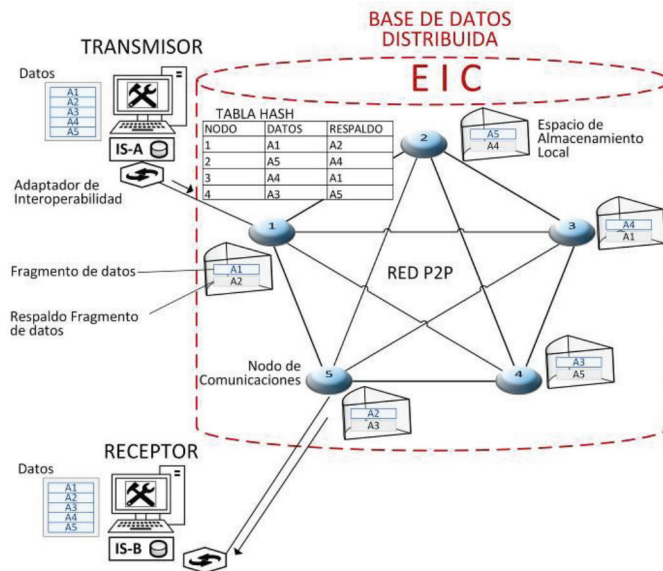 BASE DE DATOS
DISTRIBUIDA
EIC
TRANSMISOR
Datos
A1
A2
A3
A4
A5
IS-A
Adaptador de
Interoperabilidad
TABLA HASH
NODO DATOS RESPALDO
1 A1 A2
2 A5 A4
3 A4 A1
4 A3 A5
2
A5
A4
Espacio de
Almacenamiento
Local
1
3
A4
A1
Fragmento de datos
A1
A2
Respaldo Fragmento
de datos
RED P2P
Nodo de
Comunicaciones
5
4
A3
A5
A2
A3
RECEPTOR
Datos
A1
A2
A3
A4
A5
IS-B